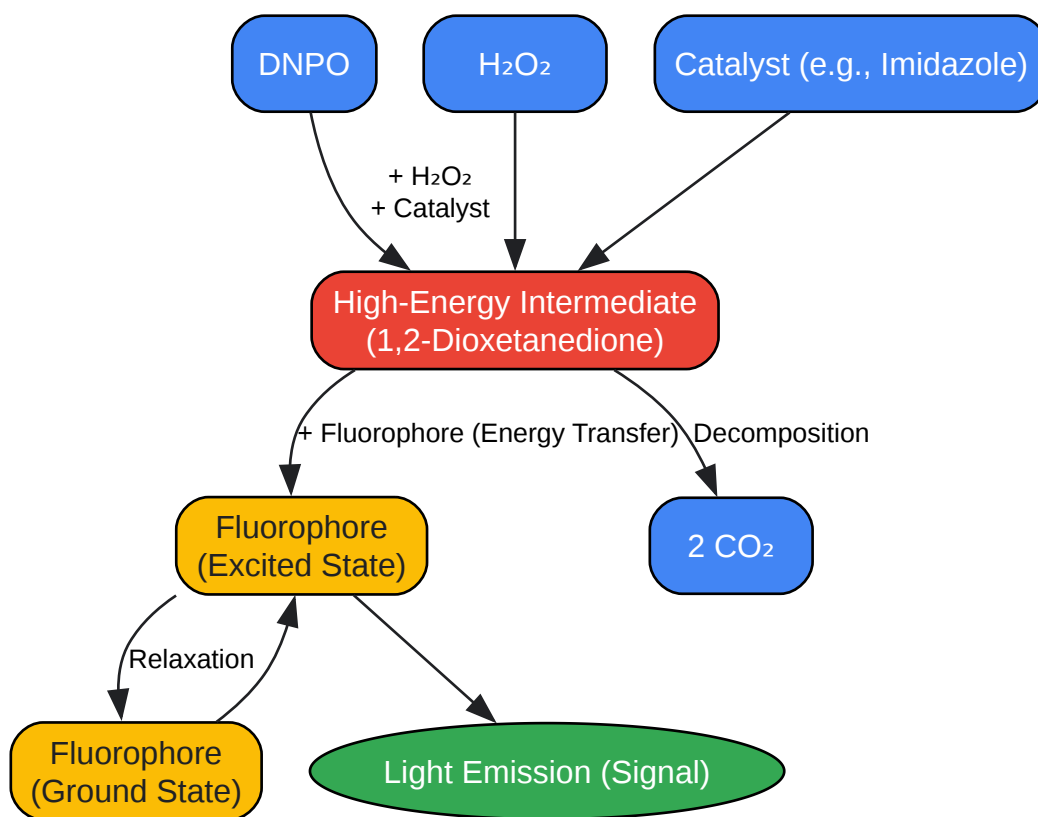 DNPO
H₂O₂
Catalyst (e.g., Imidazole)
+ H₂O₂
+ Catalyst
High-Energy Intermediate
(1,2-Dioxetanedione)
+ Fluorophore (Energy Transfer)
Decomposition
Fluorophore
(Excited State)
2 CO₂
Relaxation
Fluorophore
(Ground State)
Light Emission (Signal)